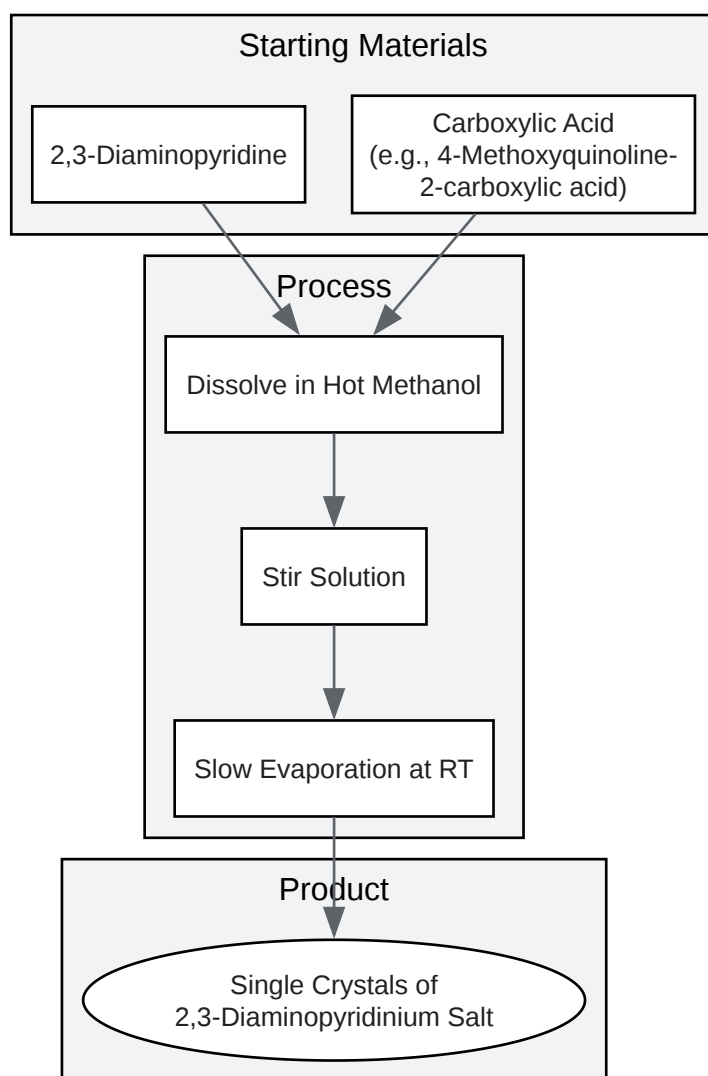 Starting Materials
2,3-Diaminopyridine
Carboxylic Acid
(e.g., 4-Methoxyquinoline-
2-carboxylic acid)
Process
Dissolve in Hot Methanol
Stir Solution
Slow Evaporation at RT
Product
Single Crystals of
2,3-Diaminopyridinium Salt